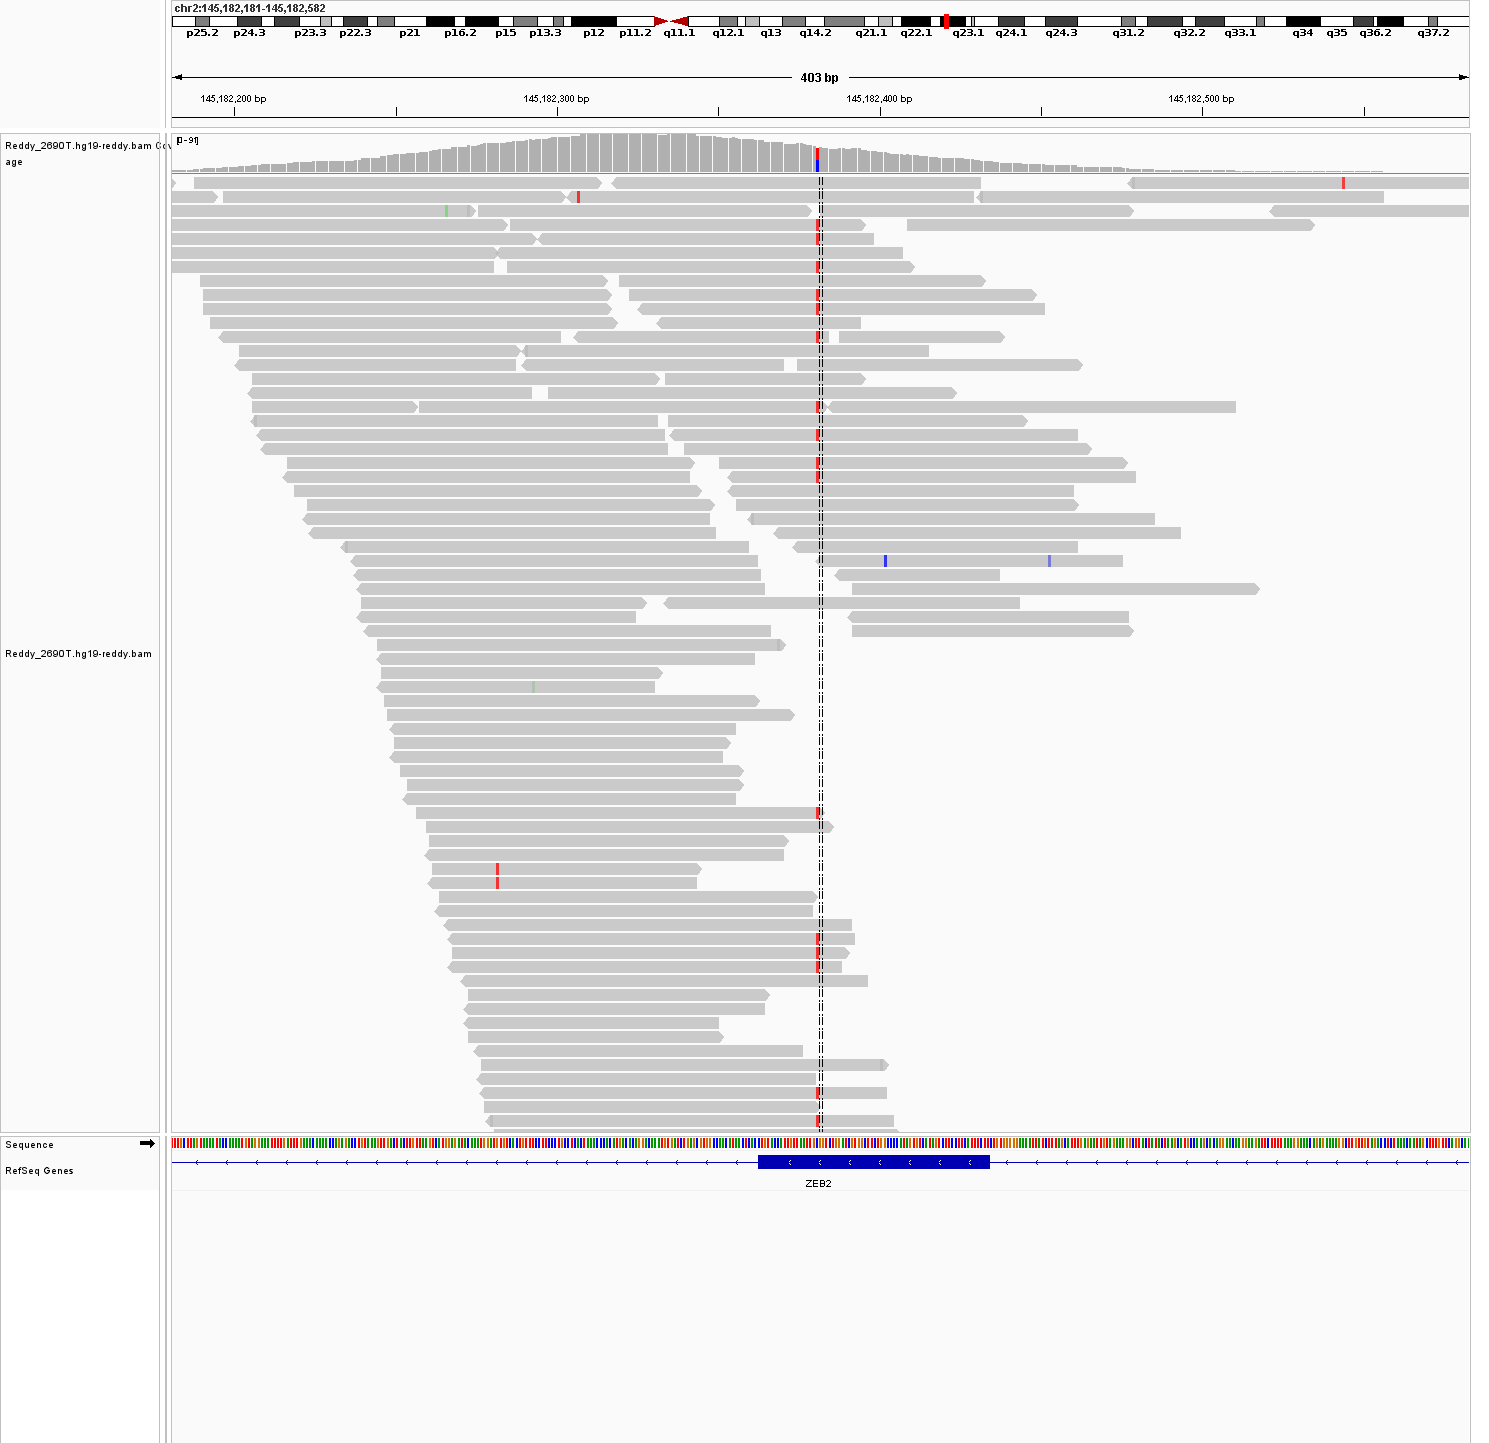 chr2:145,182,181-145,182,582
p25.2 p24.3 p23.3 p22.3 p21 p16.2 p15 p13.3 p12 p11.2 q11.1 q12.1 q13 q14.2 q21.1 q22.1 q23.1 q24.1 q24.3 q31.2 q32.2 q33.1 q34 q35 q36.2 q37.2
403 bp
145,182,200 bp 145,182,300 bp 145,182,400 bp 145,182,500 bp
[0-91]
Reddy_2690T.hg19-reddy.bam Cov
age
Reddy_2690T.hg19-reddy.bam
Sequence
RefSeq Genes
ZEB2